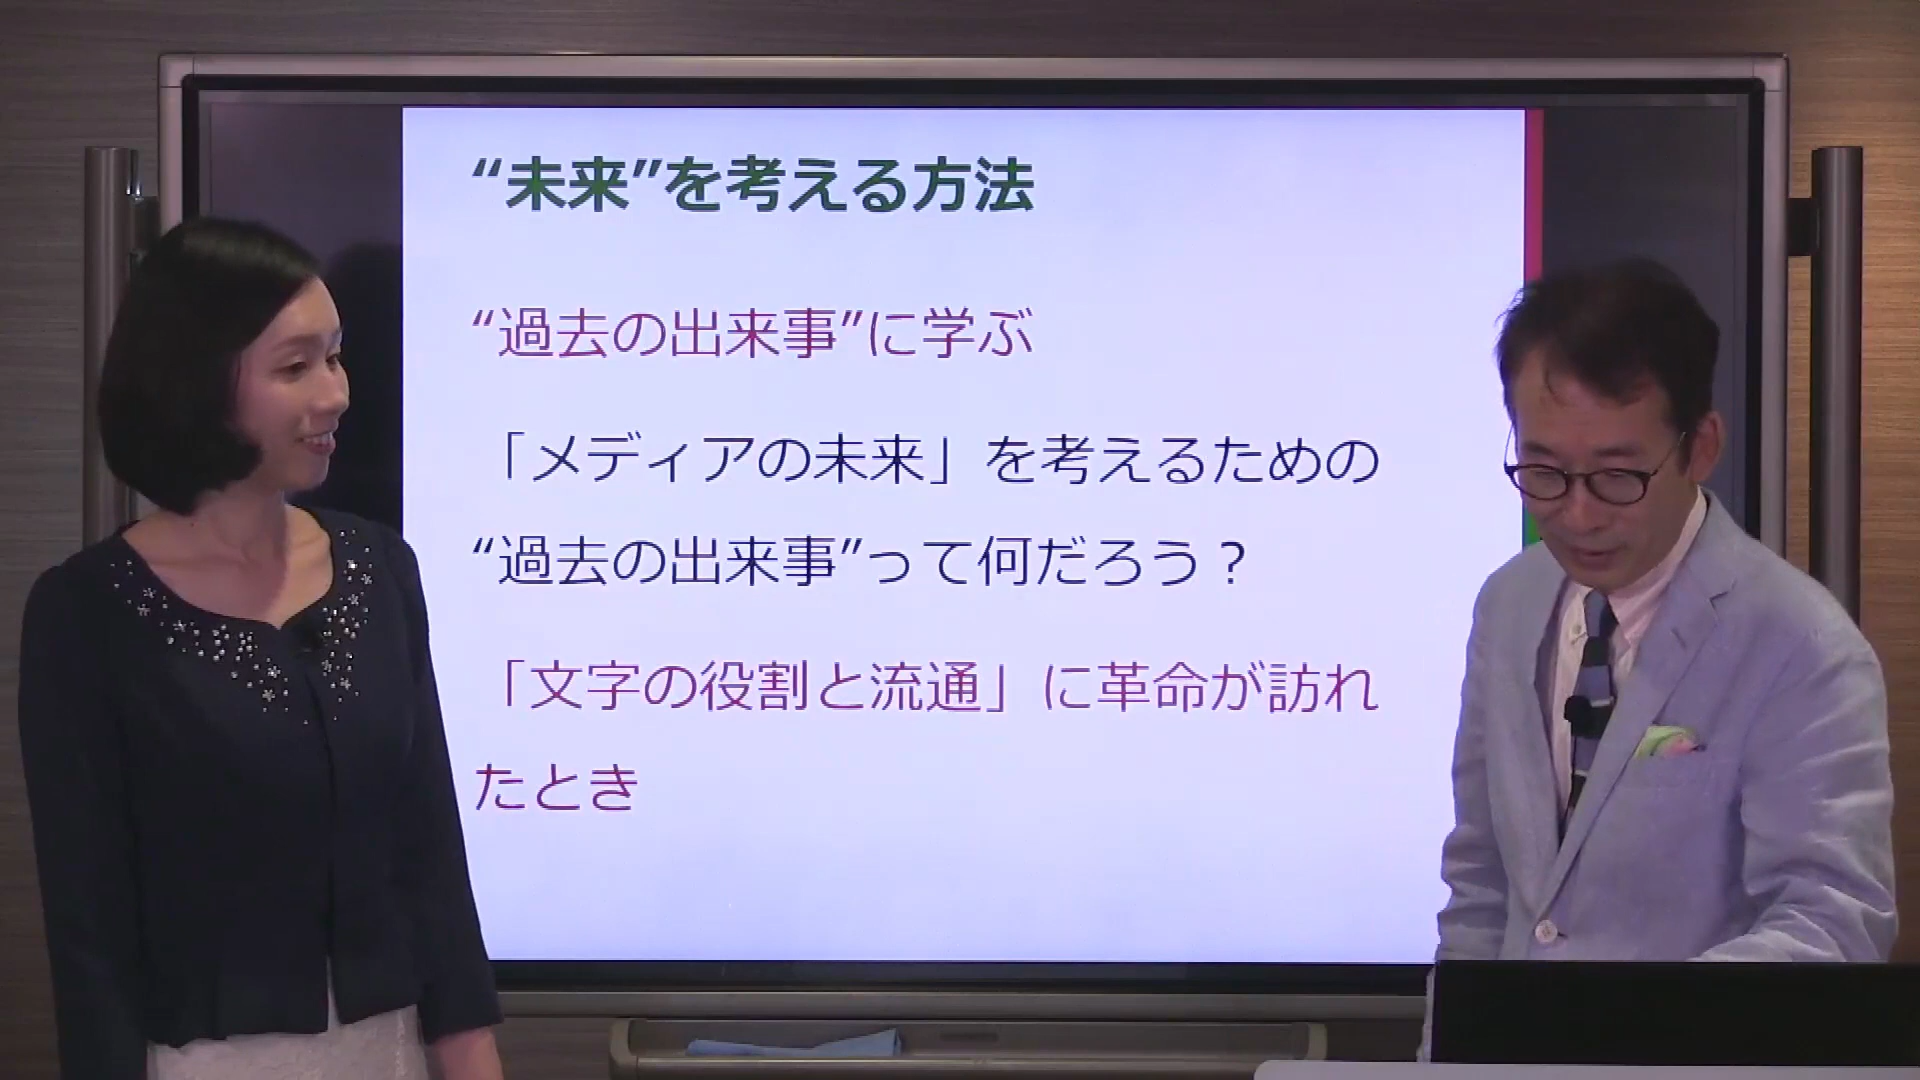 “未来”を考える方法
“過去の出来事”に学ぶ
「メディアの未来」を考えるための
“過去の出来事”って何だろう？
「文字の役割と流通」に革命が訪れ
たとき